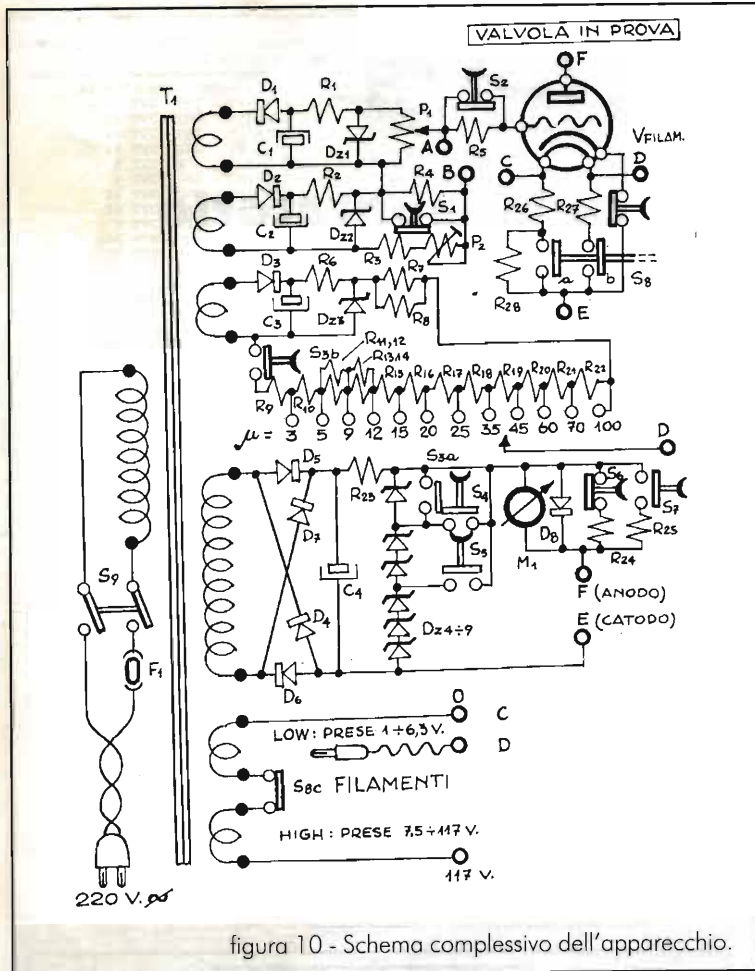 VALVOLA IN PROVA
F
T1
D1
R1
C1
DZ1
P1
A
S2
R5
VFILAM.
C
D
D2
R2
C2
DZ2
R4
B
S1
R3
P2
R26
R27
R28
a
b
S8
E
D3
R6
C3
DZ3
R7
R8
S3b
R11,12
R13,14
R9
R10
R15
R16
R17
R18
R19
R20
R21
R22
μ= 3 5 9 12 15 20 25 35 45 60 70 100
D
D5
D7
R23
S3a
S4
S5
C4
D4
D6
DZ4÷9
M1
D8
S6
S7
R24
R25
F (ANODO)
E (CATODO)
S9
F1
220 V.
O C
LOW: PRESE 1÷6,3 V.
D
S8C FILAMENTI
HIGH: PRESE 7,5÷117 V.
117 V.
figura 10 - Schema complessivo dell'apparecchio.